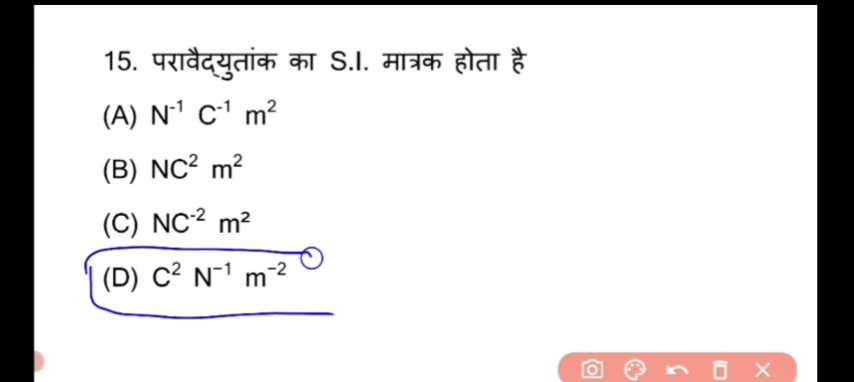 15. परावैद्युतांक का S.I. मात्रक होता है
(A) N⁻¹ C⁻¹ m²
(B) NC² m²
(C) NC⁻² m²
(D) C² N⁻¹ m⁻²